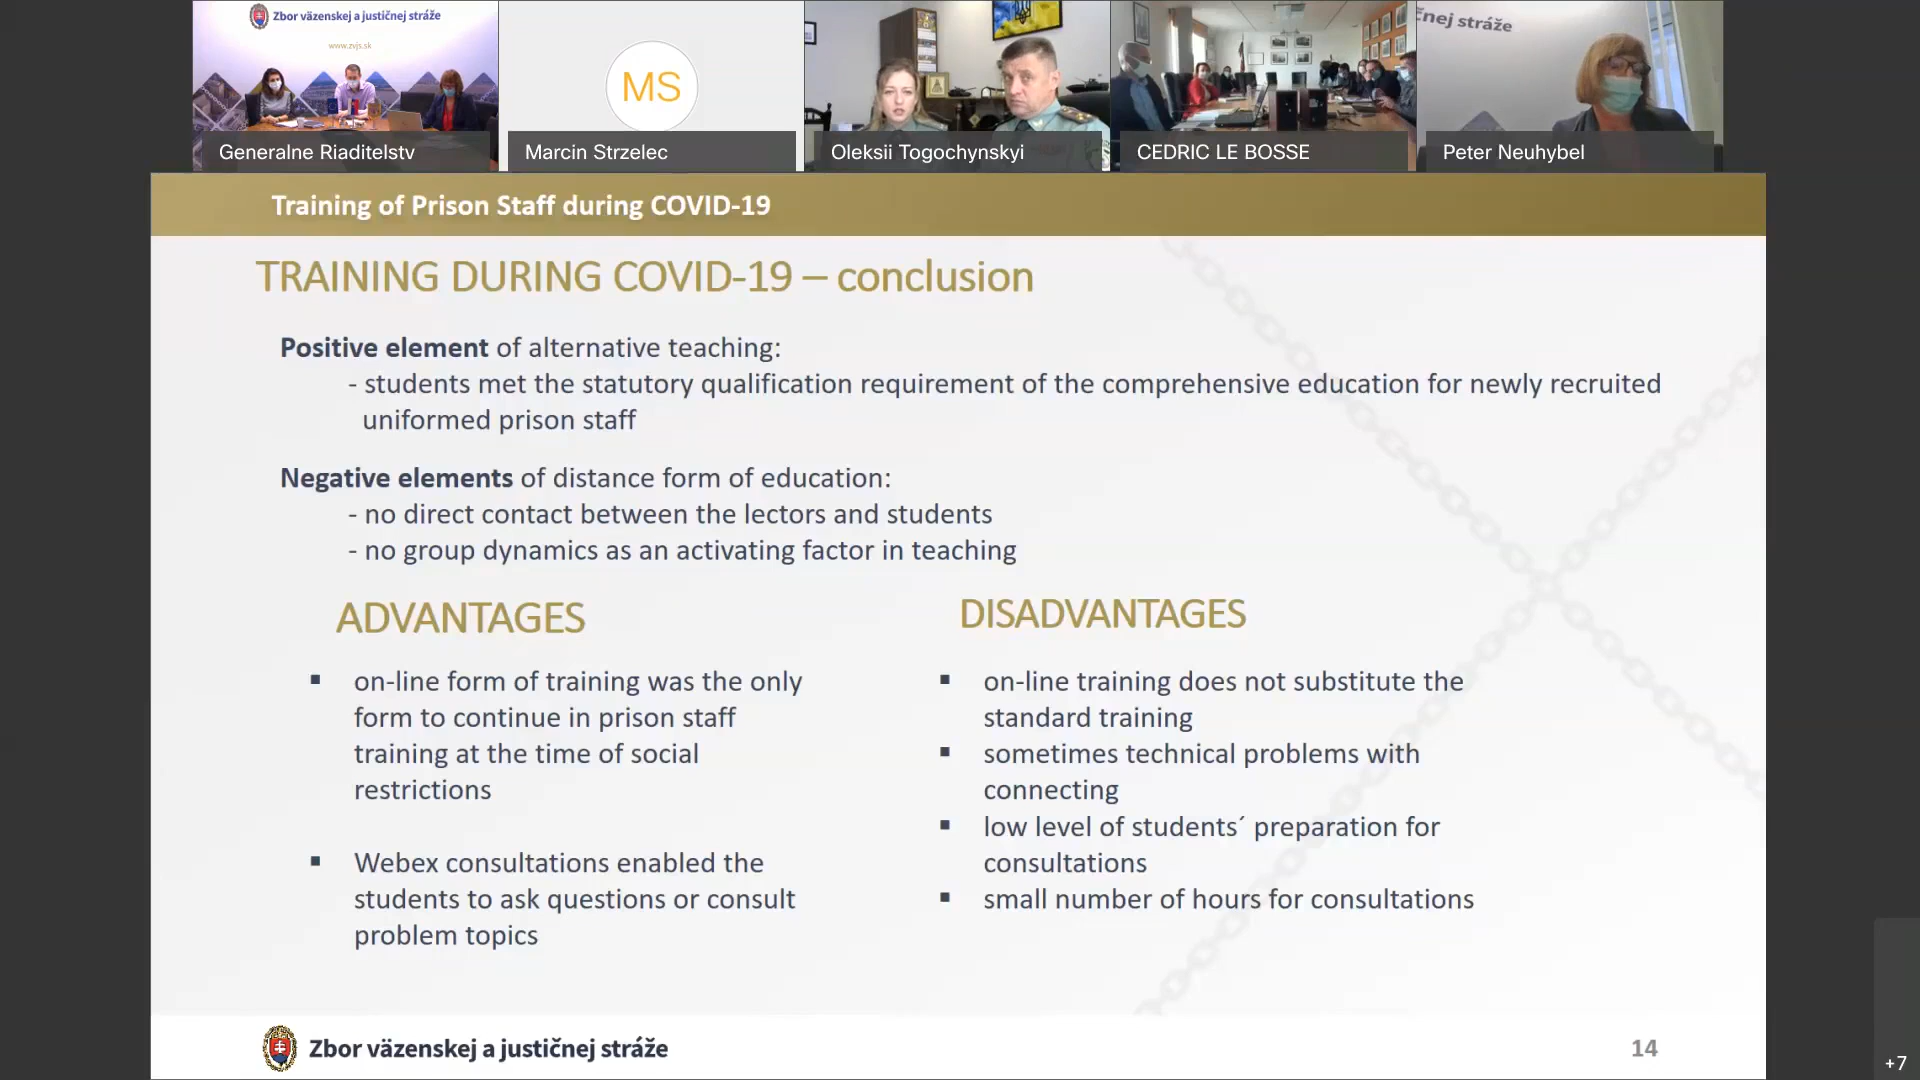 Zbor väzenskej a justičnej stráže
www.zvjs.sk
MS
čnej stráže
Generalne Riaditelstv
Marcin Strzelec
Oleksii Togochynskyi
CEDRIC LE BOSSE
Peter Neuhybel
Training of Prison Staff during COVID-19
TRAINING DURING COVID-19 – conclusion
Positive element of alternative teaching:
- students met the statutory qualification requirement of the comprehensive education for newly recruited
uniformed prison staff
Negative elements of distance form of education:
- no direct contact between the lectors and students
- no group dynamics as an activating factor in teaching
ADVANTAGES
▪ on-line form of training was the only
form to continue in prison staff
training at the time of social
restrictions
▪ Webex consultations enabled the
students to ask questions or consult
problem topics
DISADVANTAGES
▪ on-line training does not substitute the
standard training
▪ sometimes technical problems with
connecting
▪ low level of students´ preparation for
consultations
▪ small number of hours for consultations
Zbor väzenskej a justičnej stráže
14
+7